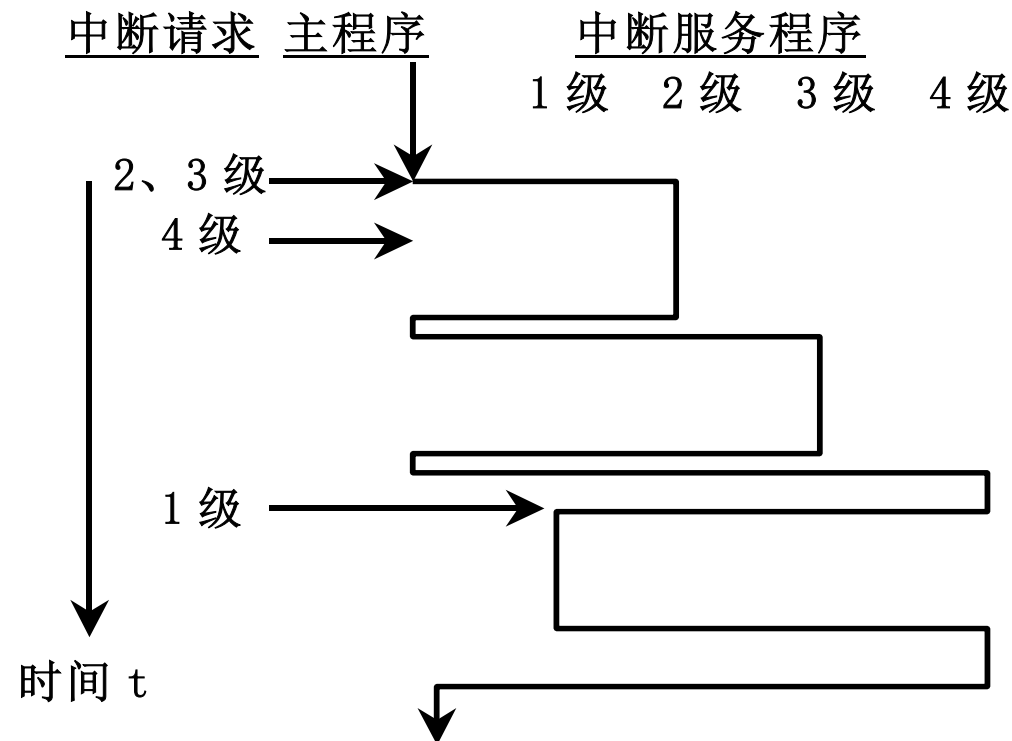 中断请求 主程序 中断服务程序
1 级 2 级 3 级 4 级
2、3 级
4 级
1 级
时间 t